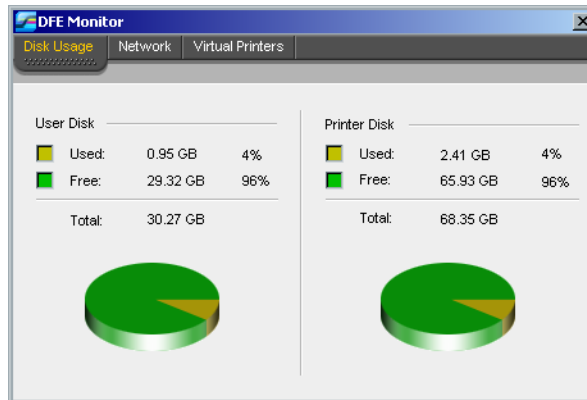 DFE Monitor
Disk Usage Network Virtual Printers
User Disk
Used: 0.95 GB 4%
Free: 29.32 GB 96%
Total: 30.27 GB
Printer Disk
Used: 2.41 GB 4%
Free: 65.93 GB 96%
Total: 68.35 GB